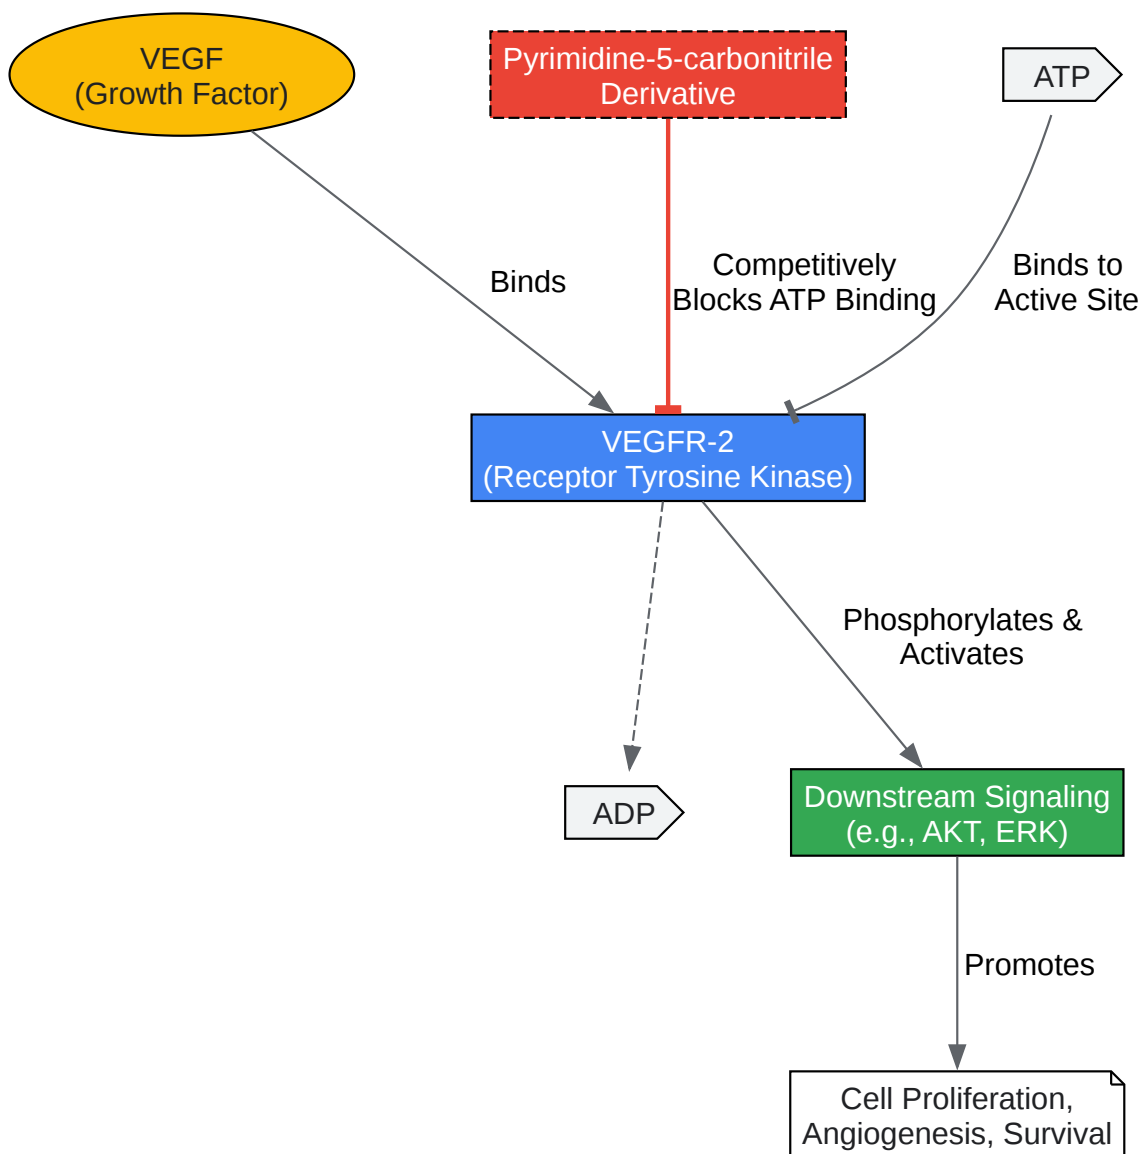 VEGF
(Growth Factor)
Pyrimidine-5-carbonitrile
Derivative
ATP
Binds
Competitively
Blocks ATP Binding
Binds to
Active Site
VEGFR-2
(Receptor Tyrosine Kinase)
Phosphorylates &
Activates
ADP
Downstream Signaling
(e.g., AKT, ERK)
Promotes
Cell Proliferation,
Angiogenesis, Survival